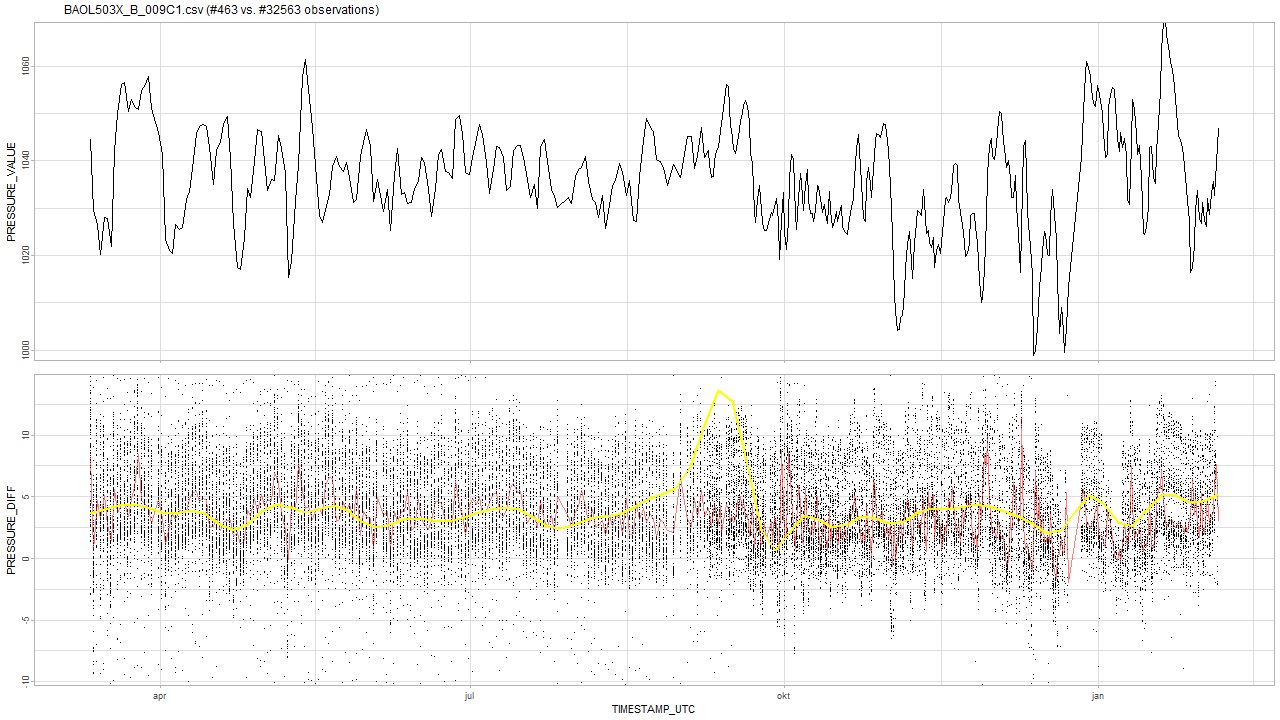 BAOL503X_B_009C1.csv (#463 vs. #32563 observations)
PRESSURE_VALUE
1060
1040
1020
1000
PRESSURE_DIFF
10
5
0
-5
-10
apr
jul
okt
jan
TIMESTAMP_UTC